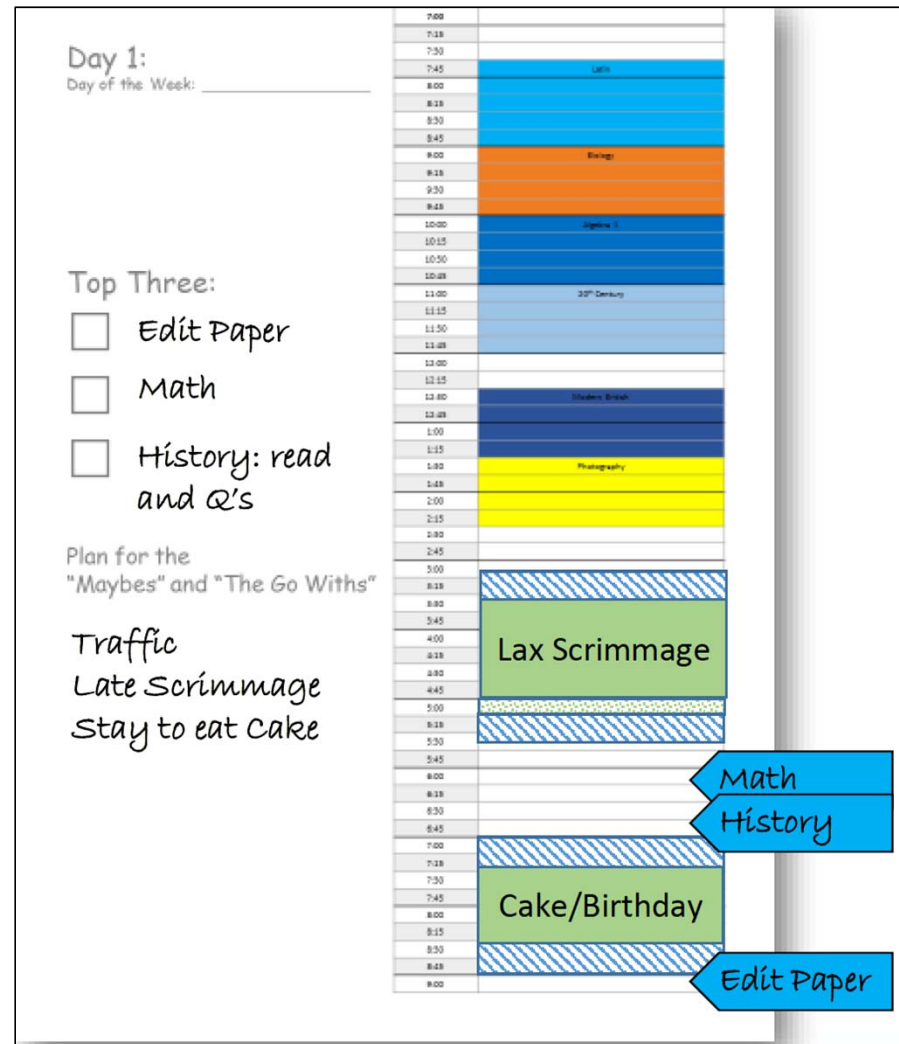 Day 1:
Day of the Week: ____________________
Top Three:
Edit Paper
Math
History: read
and Q's
Plan for the
"Maybes" and "The Go Withs"
Traffic
Late Scrimmage
Stay to eat Cake
7:00
7:15
7:30
7:45 Latin
8:00
8:15
8:30
8:45
9:00 Biology
9:15
9:30
9:45
10:00 Algebra II
10:15
10:30
10:45
11:00 20th Century
11:15
11:30
11:45
12:00
12:15
12:30 Modern British
12:45
1:00
1:15
1:30 Photography
1:45
2:00
2:15
2:30
2:45
3:00
3:15
3:30
3:45
4:00
Lax Scrimmage
4:15
4:30
4:45
5:00
5:15
5:30
5:45
6:00 Math
6:15
6:30
History
6:45
7:00
7:15
7:30
7:45 Cake/Birthday
8:00
8:15
8:30
8:45
Edit Paper
9:00